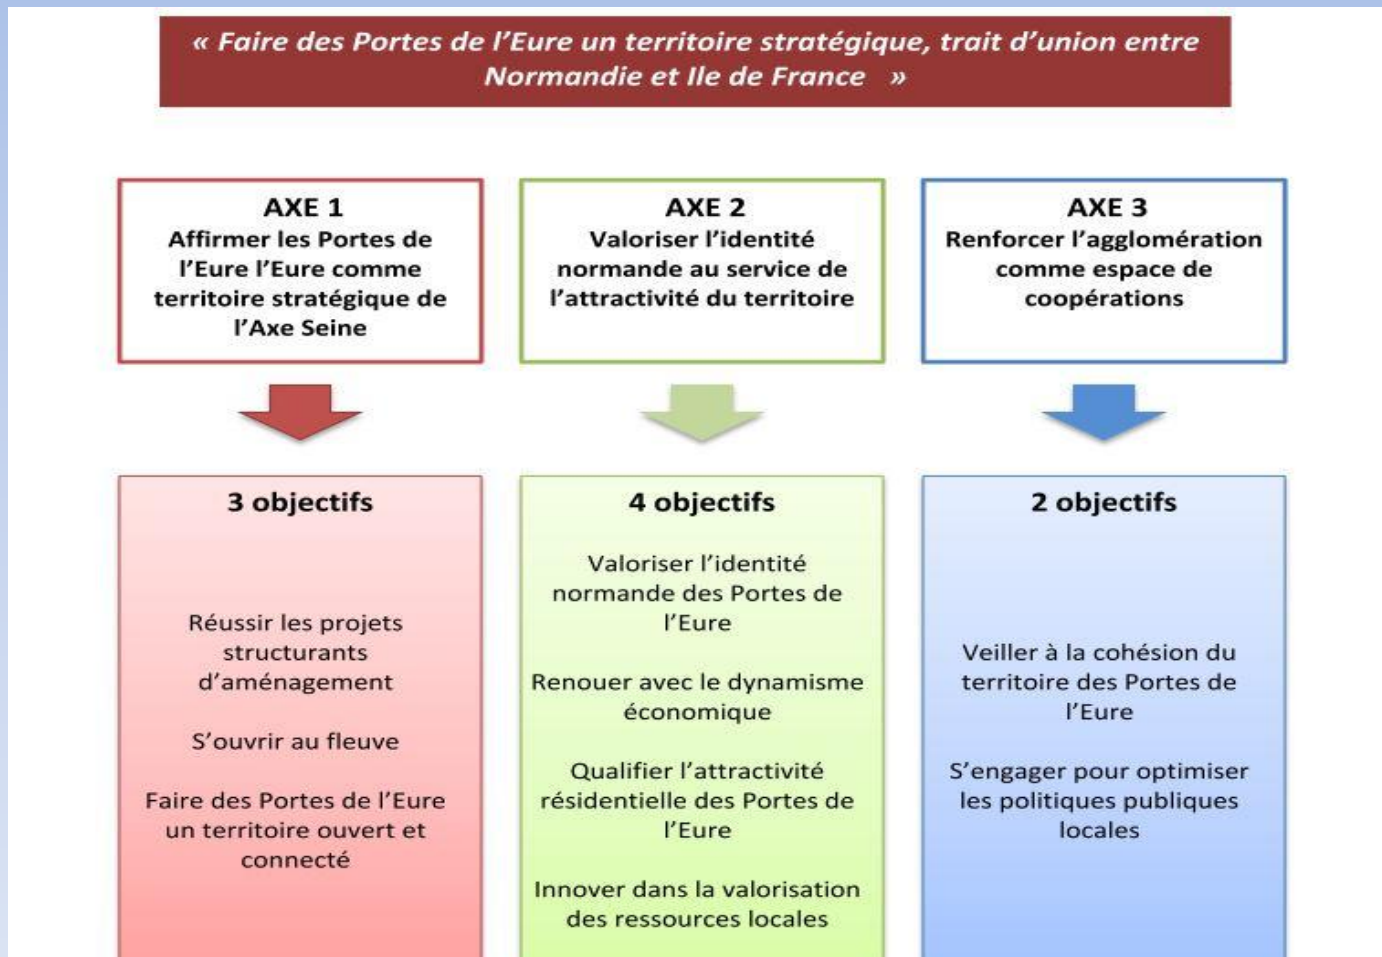 « Faire des Portes de l’Eure un territoire stratégique, trait d’union entre
Normandie et Ile de France »
AXE 1
Affirmer les Portes de
l’Eure l’Eure comme
territoire stratégique de
l’Axe Seine
AXE 2
Valoriser l’identité
normande au service de
l’attractivité du territoire
AXE 3
Renforcer l’agglomération
comme espace de
coopérations
3 objectifs
Réussir les projets
structurants
d’aménagement
S’ouvrir au fleuve
Faire des Portes de l’Eure
un territoire ouvert et
connecté
4 objectifs
Valoriser l’identité
normande des Portes de
l’Eure
Renouer avec le dynamisme
économique
Qualifier l’attractivité
résidentielle des Portes de
l’Eure
Innover dans la valorisation
des ressources locales
2 objectifs
Veiller à la cohésion du
territoire des Portes de
l’Eure
S’engager pour optimiser
les politiques publiques
locales